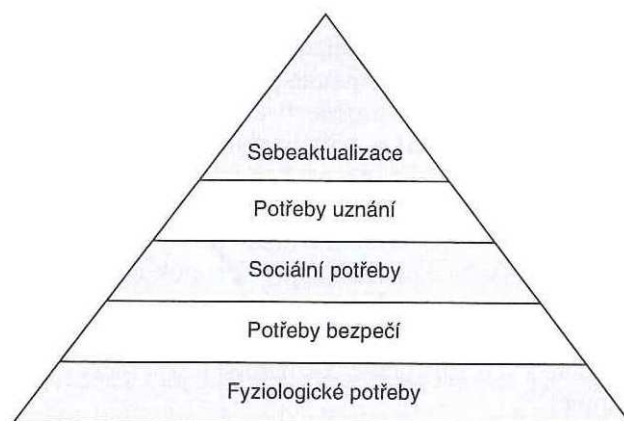 Sebeaktualizace
Potřeby uznání
Sociální potřeby
Potřeby bezpečí
Fyziologické potřeby